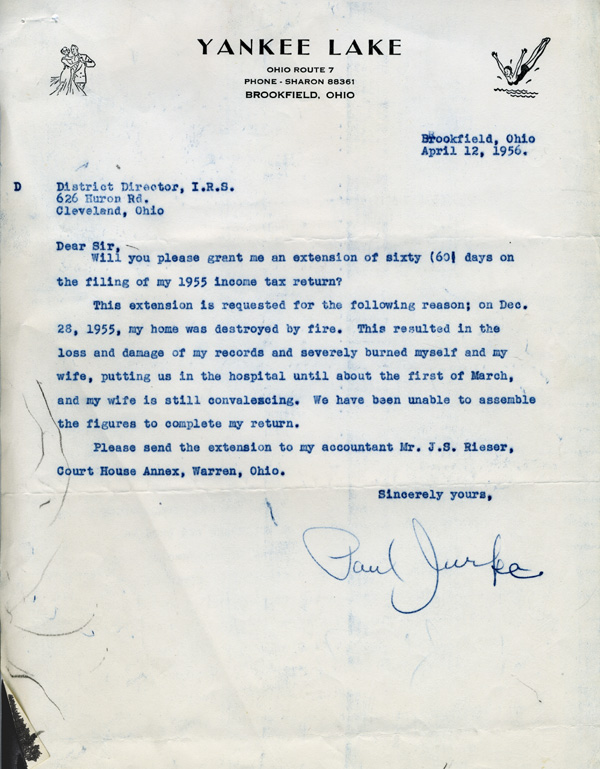 YANKEE LAKE
OHIO ROUTE 7
PHONE - SHARON 88361
BROOKFIELD, OHIO
Brookfield, Ohio
April 12, 1956.
D District Director, I.R.S.
626 Huron Rd.
Cleveland, Ohio
Dear Sir,
Will you please grant me an extension of sixty (60) days on
the filing of my 1955 income tax return?
This extension is requested for the following reason; on Dec.
28, 1955, my home was destroyed by fire. This resulted in the
loss and damage of my records and severely burned myself and my
wife, putting us in the hospital until about the first of March,
and my wife is still convalescing. We have been unable to assemble
the figures to complete my return.
Please send the extension to my accountant Mr. J.S. Rieser,
Court House Annex, Warren, Ohio.
Sincerely yours,
Paul Jurko